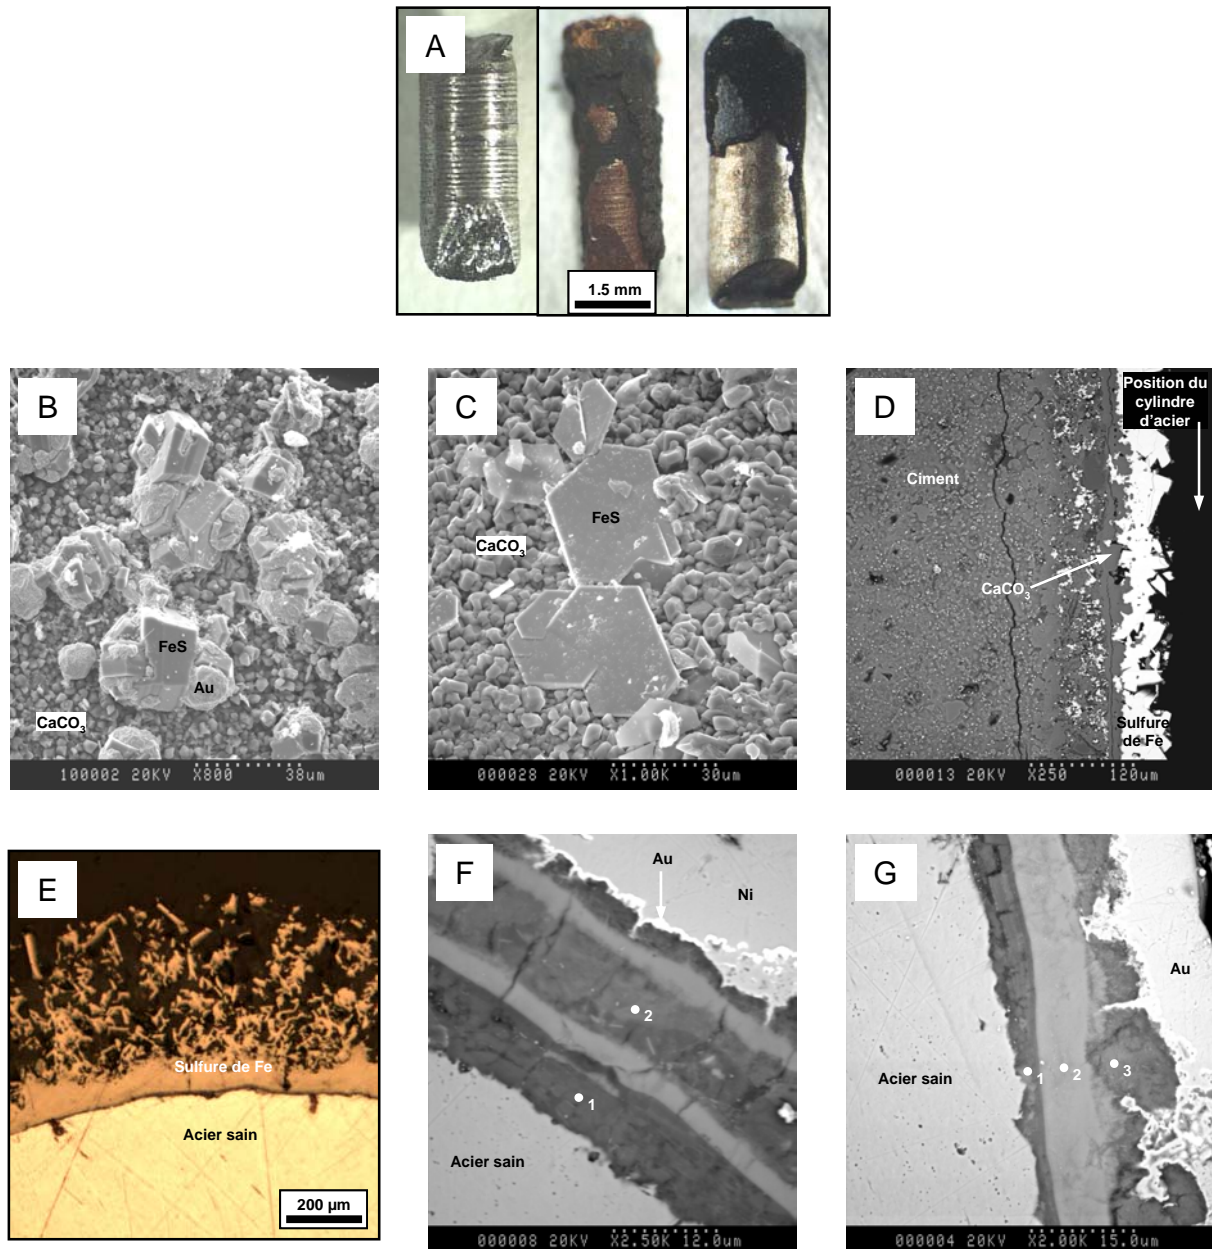 A
1.5 mm
B
FeS
Au
CaCO3
100002 20KV X800 38um
C
FeS
CaCO3
000028 20KV X1.00K 30um
D
Position du
cylindre
d'acier
Ciment
CaCO3
Sulfure
de Fe
000013 20KV X250 120um
E
Sulfure de Fe
Acier sain
200 µm
F
Au
Ni
2
1
Acier sain
000008 20KV X2.50K 12.0um
G
Au
Acier sain
1
2
3
000004 20KV X2.00K 15.0um